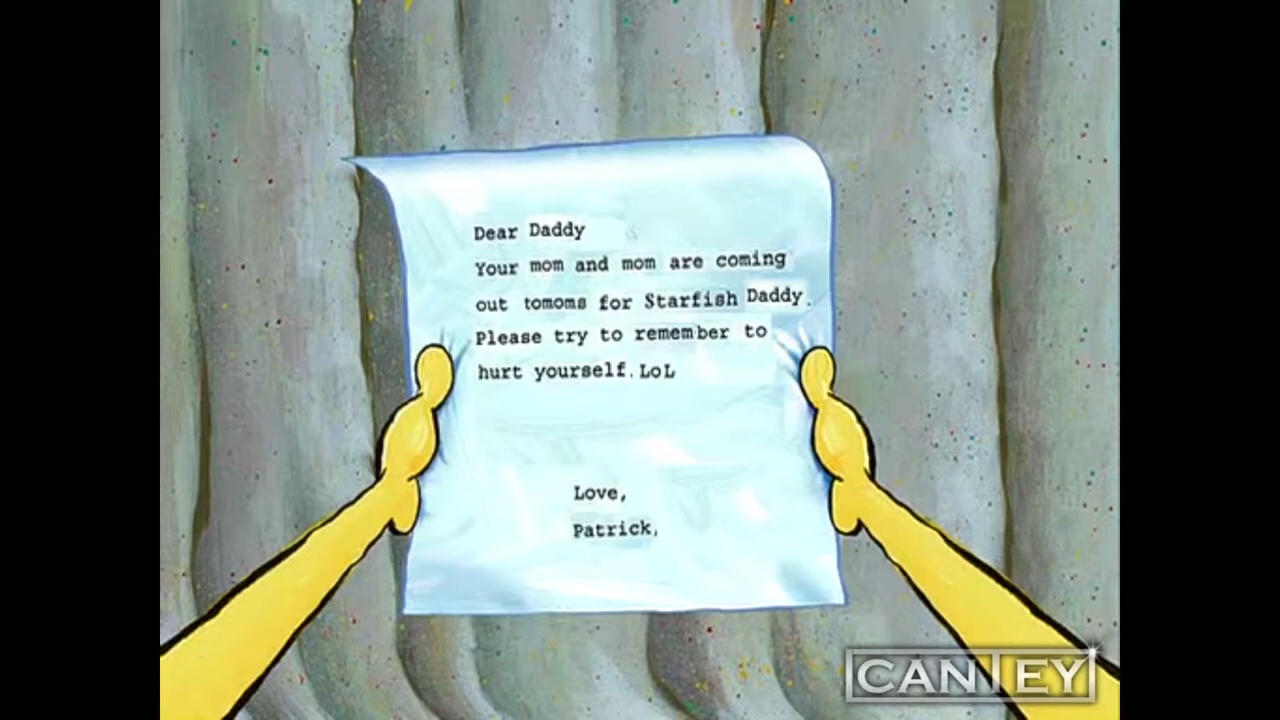 Dear Daddy
Your mom and mom are coming
out tomoms for Starfish Daddy.
Please try to remember to
hurt yourself. LoL
Love,
Patrick,
CANTEY